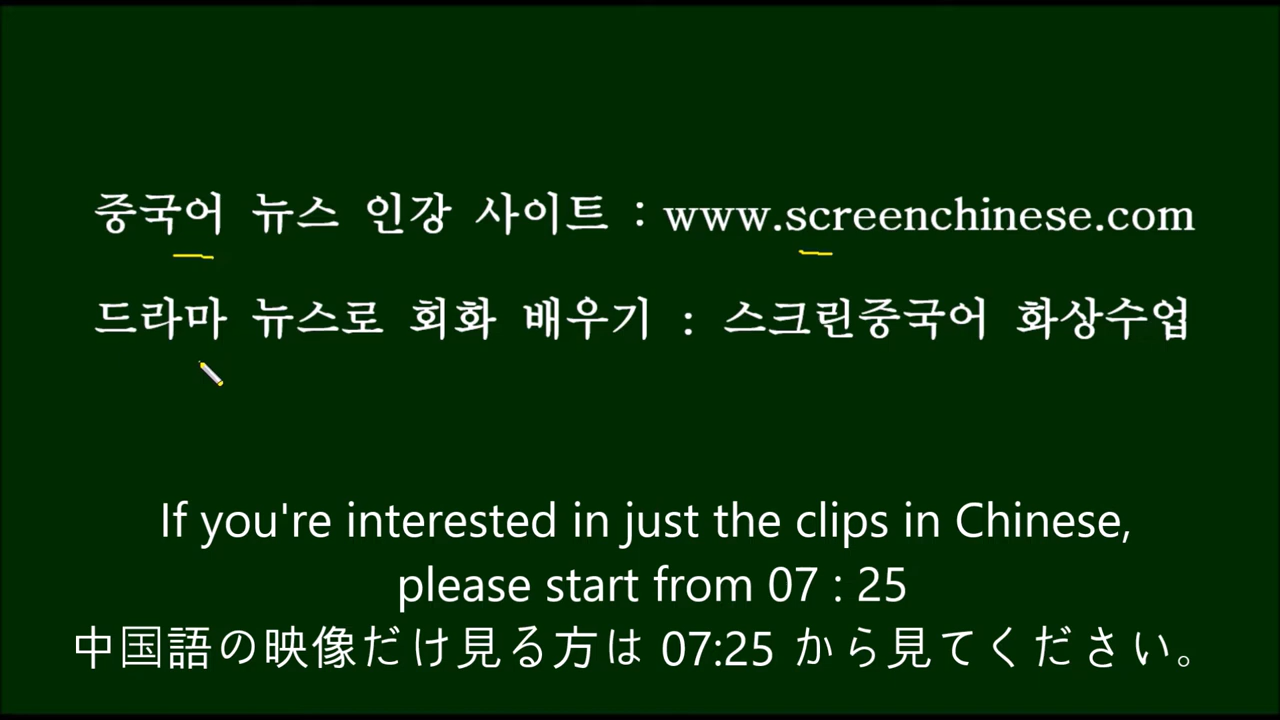 중국어 뉴스 인강 사이트 : www.screenchinese.com
드라마 뉴스로 회화 배우기 : 스크린중국어 화상수업
If you're interested in just the clips in Chinese,
please start from 07 : 25
中国語の映像だけ見る方は 07:25 から見てください。